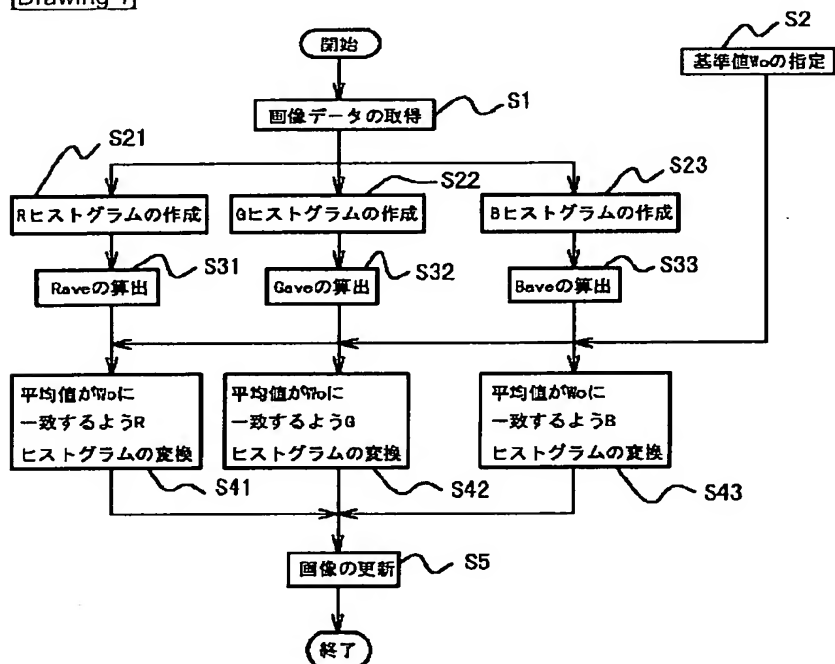 開始
S2
基準値Woの指定
S1
画像データの取得
S21
S22
S23
Rヒストグラムの作成
Gヒストグラムの作成
Bヒストグラムの作成
S31
S32
S33
Raveの算出
Gaveの算出
Baveの算出
平均値がWoに
一致するようR
ヒストグラムの変換
平均値がWoに
一致するようG
ヒストグラムの変換
平均値がWoに
一致するようB
ヒストグラムの変換
S41
S42
S43
画像の更新
S5
終了